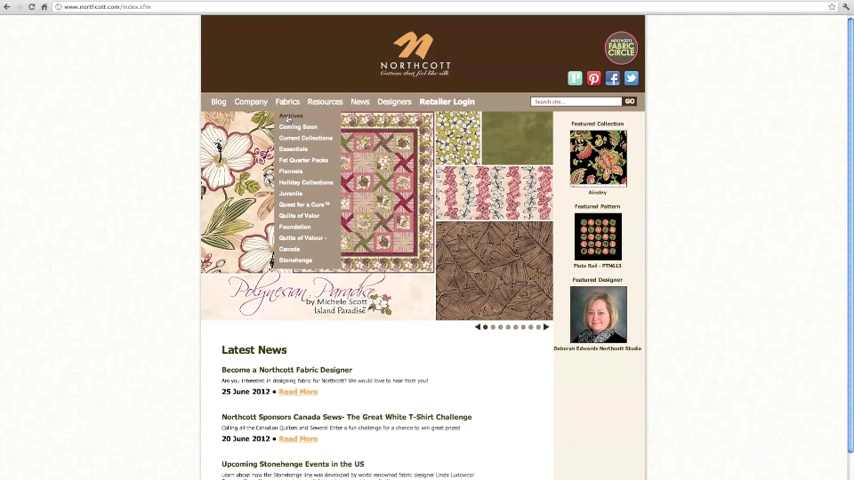 www.northcott.com/index.cfm
NORTHCOTT
Cottons that feel like silk
NORTHCOTT
FABRIC
CIRCLE
Blog Company Fabrics Resources News Designers Retailer Login
Search site...
GO
Archives
Coming Soon
Current Collections
Essentials
Fat Quarter Packs
Flannels
Holiday Collections
Juvenile
Quest for a Cure™
Quilts of Valor
Foundation
Quilts of Valour -
Canada
Stonehenge
Polynesian Paradise
by Michele Scott
Island Paradise
Featured Collection
Ainsley
Featured Pattern
Plate Rail - PTN613
Featured Designer
Deborah Edwards Northcott Studio
Latest News
Become a Northcott Fabric Designer
Are you interested in designing fabric for Northcott? We would love to hear from you!
25 June 2012 • Read More
Northcott Sponsors Canada Sews- The Great White T-Shirt Challenge
Calling all the Canadian Quilters and Sewers! Enter a fun challenge for a chance to win great prizes!
20 June 2012 • Read More
Upcoming Stonehenge Events in the US
Learn about how the Stonehenge line was developed by world renowned fabric designer Linda Ludovico!